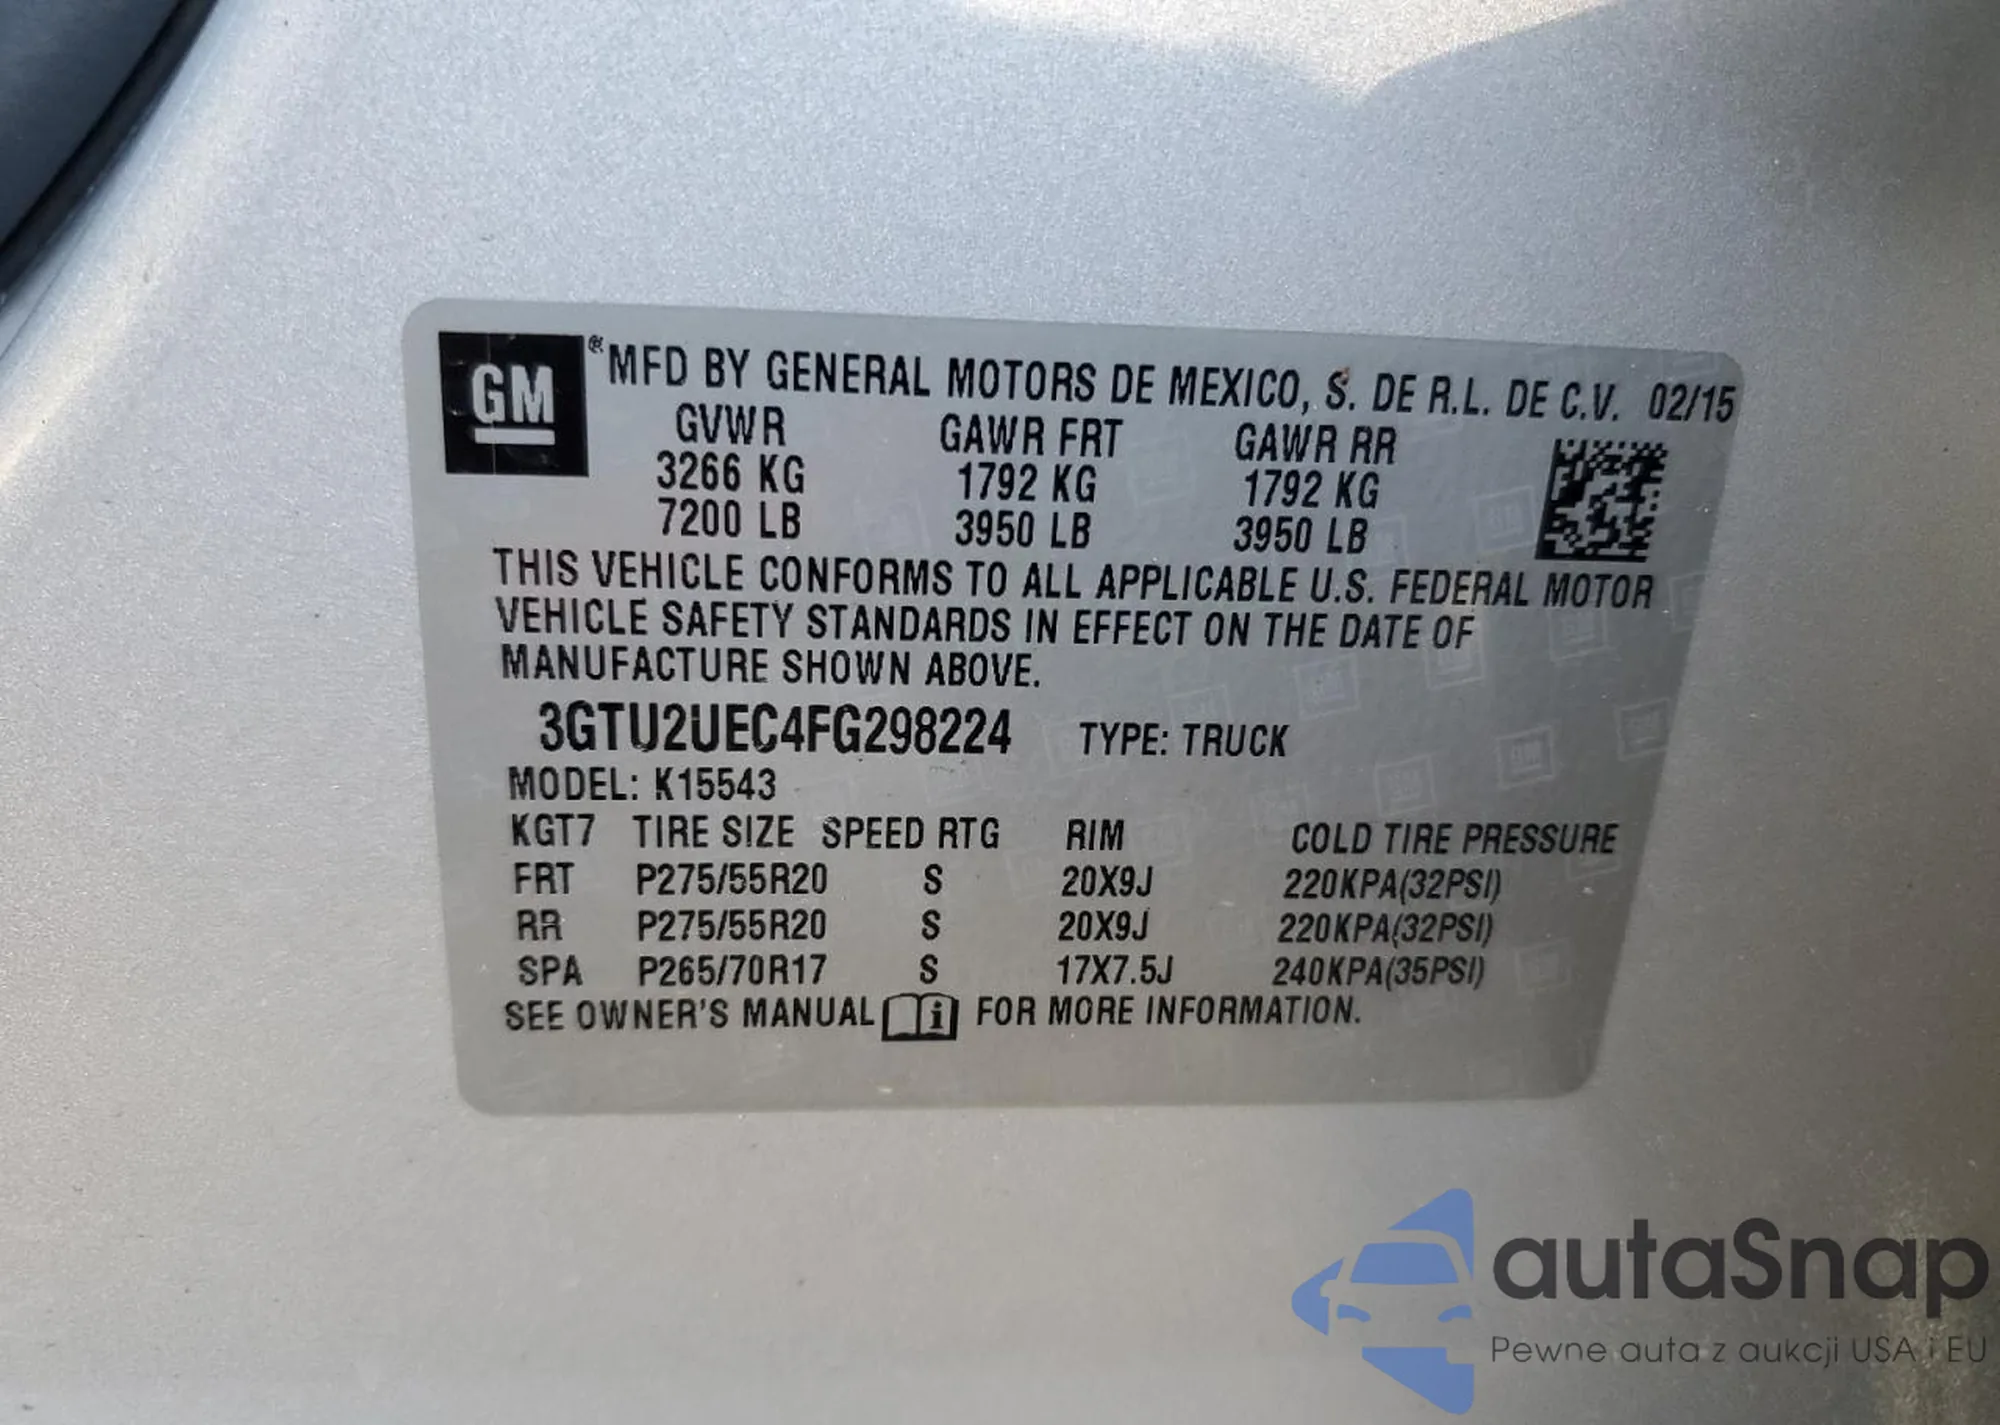 GM
® MFD BY GENERAL MOTORS DE MEXICO, S. DE R.L. DE C.V. 02/15
GVWR GAWR FRT GAWR RR
3266 KG 1792 KG 1792 KG
7200 LB 3950 LB 3950 LB
THIS VEHICLE CONFORMS TO ALL APPLICABLE U.S. FEDERAL MOTOR
VEHICLE SAFETY STANDARDS IN EFFECT ON THE DATE OF
MANUFACTURE SHOWN ABOVE.
3GTU2UEC4FG298224 TYPE: TRUCK
MODEL: K15543
KGT7 TIRE SIZE SPEED RTG RIM COLD TIRE PRESSURE
FRT P275/55R20 S 20X9J 220KPA(32PSI)
RR P275/55R20 S 20X9J 220KPA(32PSI)
SPA P265/70R17 S 17X7.5J 240KPA(35PSI)
SEE OWNER'S MANUAL i FOR MORE INFORMATION.
autaSnap
Pewne auta z aukcji USA i EU